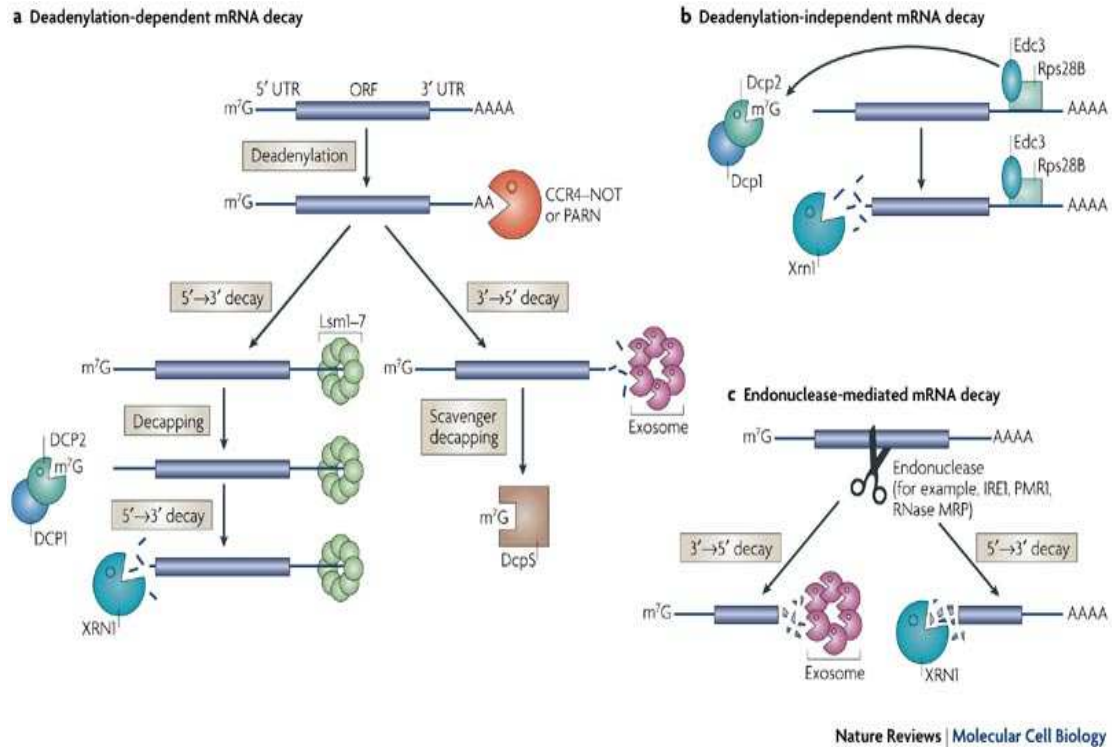 a Deadenylation-dependent mRNA decay
5′ UTR ORF 3′ UTR
m⁷G AAAA
Deadenylation
m⁷G AA
CCR4–NOT
or PARN
5′→3′ decay
3′→5′ decay
Lsm1–7
m⁷G
m⁷G
Exosome
Decapping
Scavenger
decapping
DCP2
m⁷G
DCP1
5′→3′ decay
m⁷G
DcpS
XRN1
b Deadenylation-independent mRNA decay
Edc3
Rps28B
Dcp2
m⁷G
AAAA
Dcp1
Edc3
Rps28B
AAAA
Xrn1
c Endonuclease-mediated mRNA decay
m⁷G AAAA
Endonuclease
(for example, IRE1, PMR1,
RNase MRP)
3′→5′ decay
5′→3′ decay
m⁷G
AAAA
Exosome
XRN1
Nature Reviews | Molecular Cell Biology